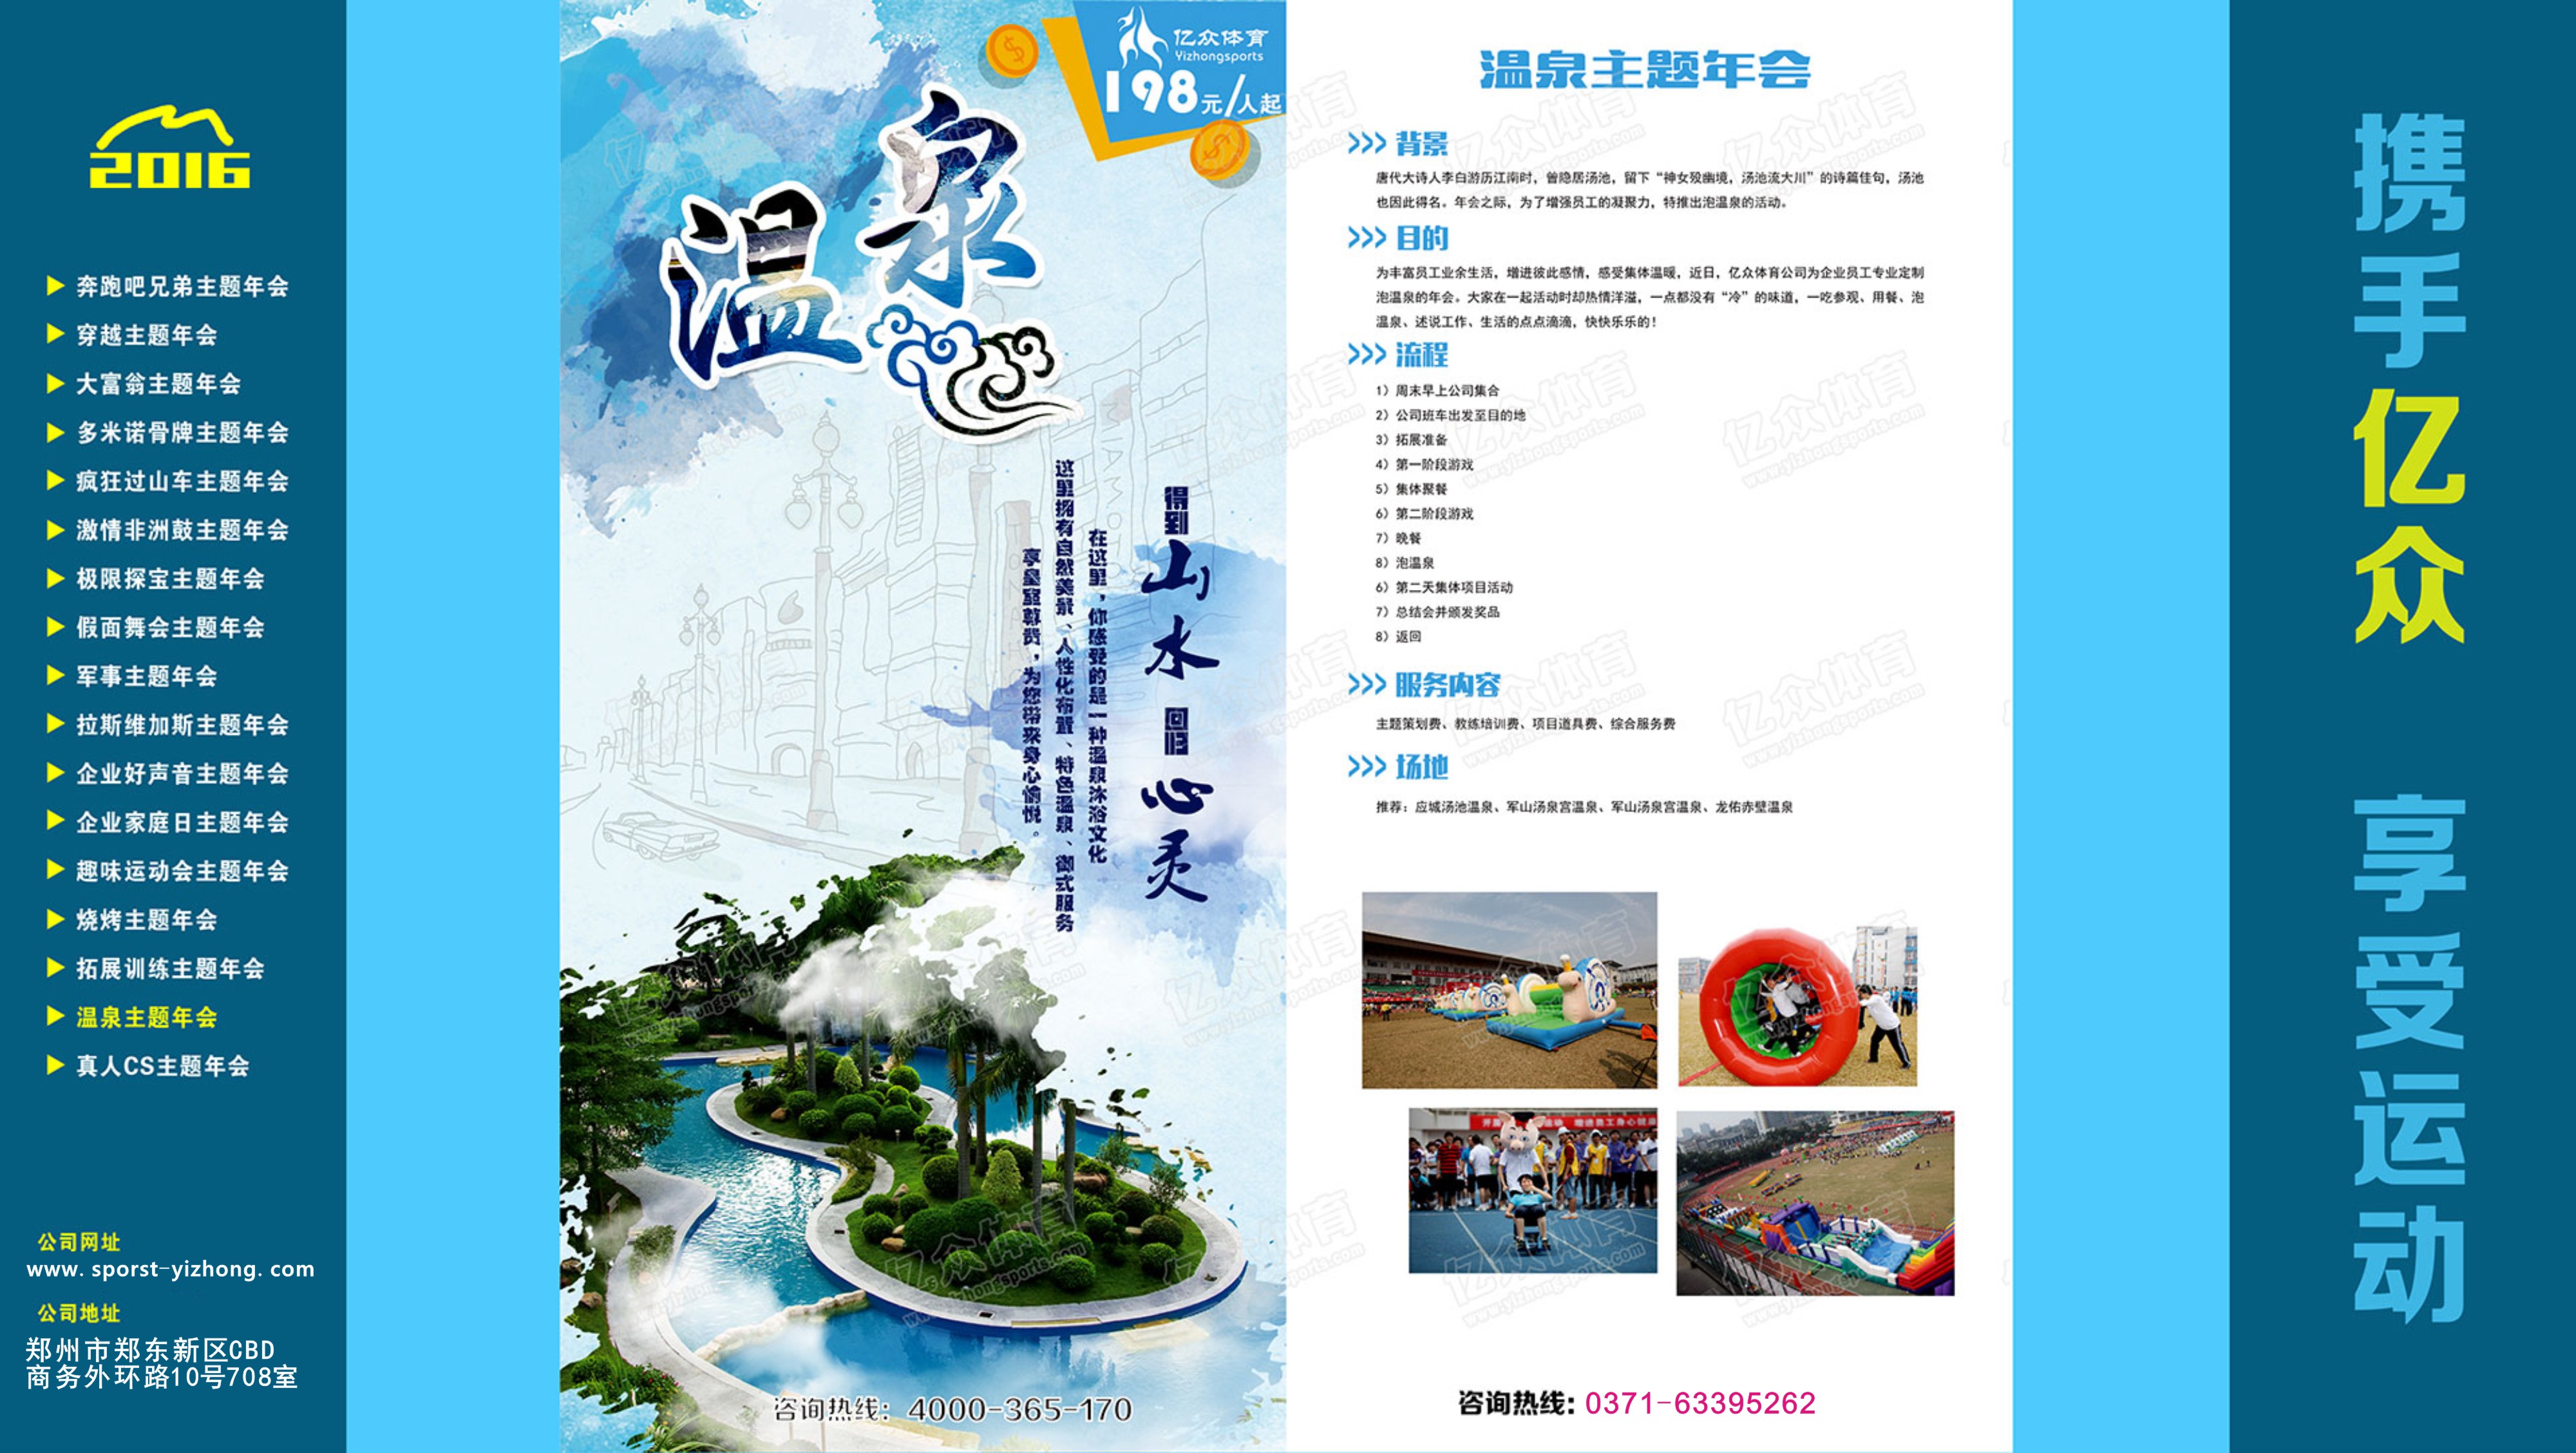 2016
奔跑吧兄弟主题年会
穿越主题年会
大富翁主题年会
多米诺骨牌主题年会
疯狂过山车主题年会
激情非洲鼓主题年会
极限探宝主题年会
假面舞会主题年会
军事主题年会
拉斯维加斯主题年会
企业好声音主题年会
企业家庭日主题年会
趣味运动会主题年会
烧烤主题年会
拓展训练主题年会
温泉主题年会
真人CS主题年会
公司网址
www.sporst-yizhong.com
公司地址
郑州市郑东新区CBD
商务外环路10号708室
亿众体育
Yizhongsports
198元/人起
温泉
得到山水 回归心灵
在这里，你感受的是一种温泉沐浴文化
这里拥有自然美景、人性化布置、特色温泉、御式服务
享皇室尊贵，为您带来身心愉悦。
咨询热线：4000-365-170
温泉主题年会
>>> 背景
唐代大诗人李白游历江南时，曾隐居汤池，留下“神女殁幽境，汤池流大川”的诗篇佳句，汤池
也因此得名。年会之际，为了增强员工的凝聚力，特推出泡温泉的活动。
>>> 目的
为丰富员工业余生活，增进彼此感情，感受集体温暖，近日，亿众体育公司为企业员工专业定制
泡温泉的年会。大家在一起活动时却热情洋溢，一点都没有“冷”的味道，一吃参观、用餐、泡
温泉、述说工作、生活的点点滴滴，快快乐乐的！
>>> 流程
1）周末早上公司集合
2）公司班车出发至目的地
3）拓展准备
4）第一阶段游戏
5）集体聚餐
6）第二阶段游戏
7）晚餐
8）泡温泉
6）第二天集体项目活动
7）总结会并颁发奖品
8）返回
>>> 服务内容
主题策划费、教练培训费、项目道具费、综合服务费
>>> 场地
推荐：应城汤池温泉、军山汤泉宫温泉、军山汤泉宫温泉、龙佑赤壁温泉
咨询热线: 0371-63395262
携手亿众 享受运动
亿众体育
www.yizhongsports.com